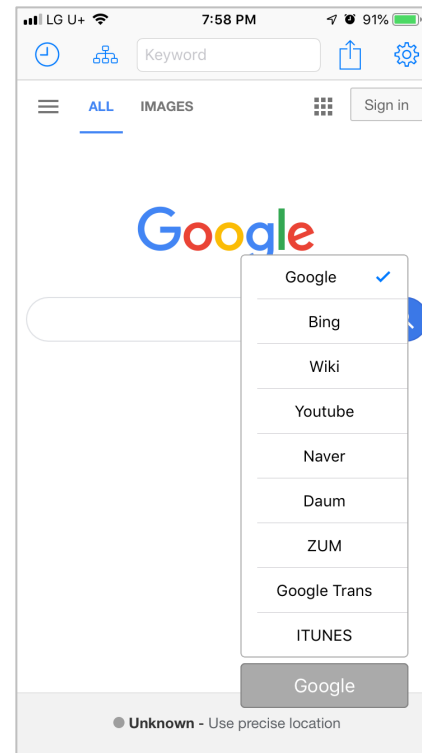 LG U+ 7:58 PM 91%
Keyword
ALL IMAGES Sign in
Google
Google
Bing
Wiki
Youtube
Naver
Daum
ZUM
Google Trans
ITUNES
Google
Unknown - Use precise location